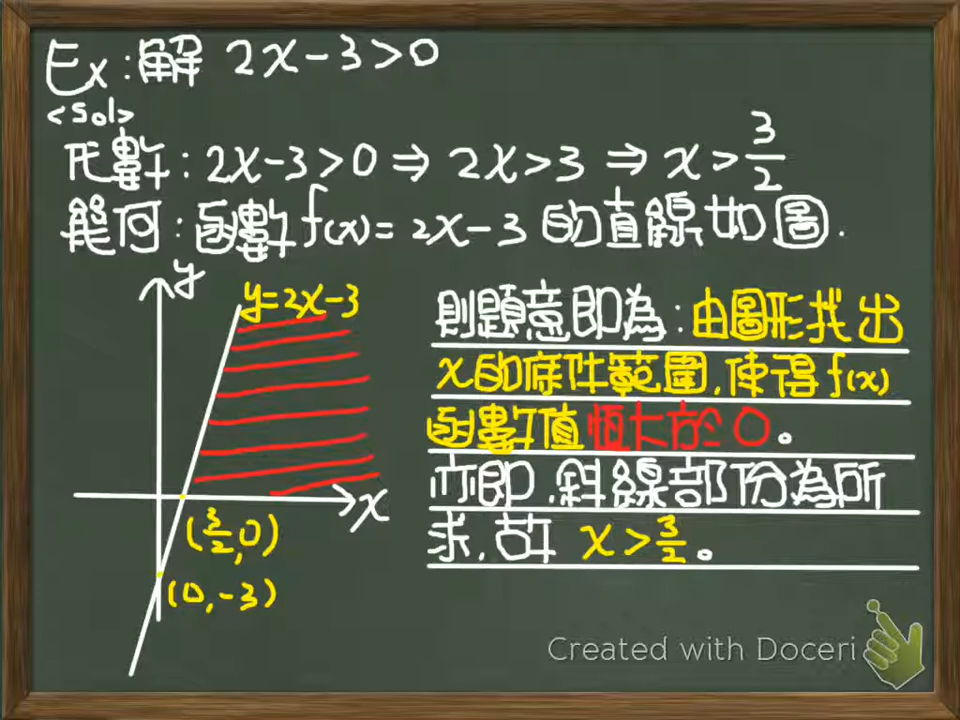 Ex:解 2x-3>0
<Sol>
代數:2x-3>0⇒2x>3⇒x>3/2
幾何:函數f(x)=2x-3 的直線如圖.
y
y=2x-3
x
(3/2,0)
(0,-3)
則題意即為:由圖形找出
x的條件範圍,使得f(x)
函數值恆大於0。
亦即,斜線部份為所
求,故 x>3/2。
Created with Doceri